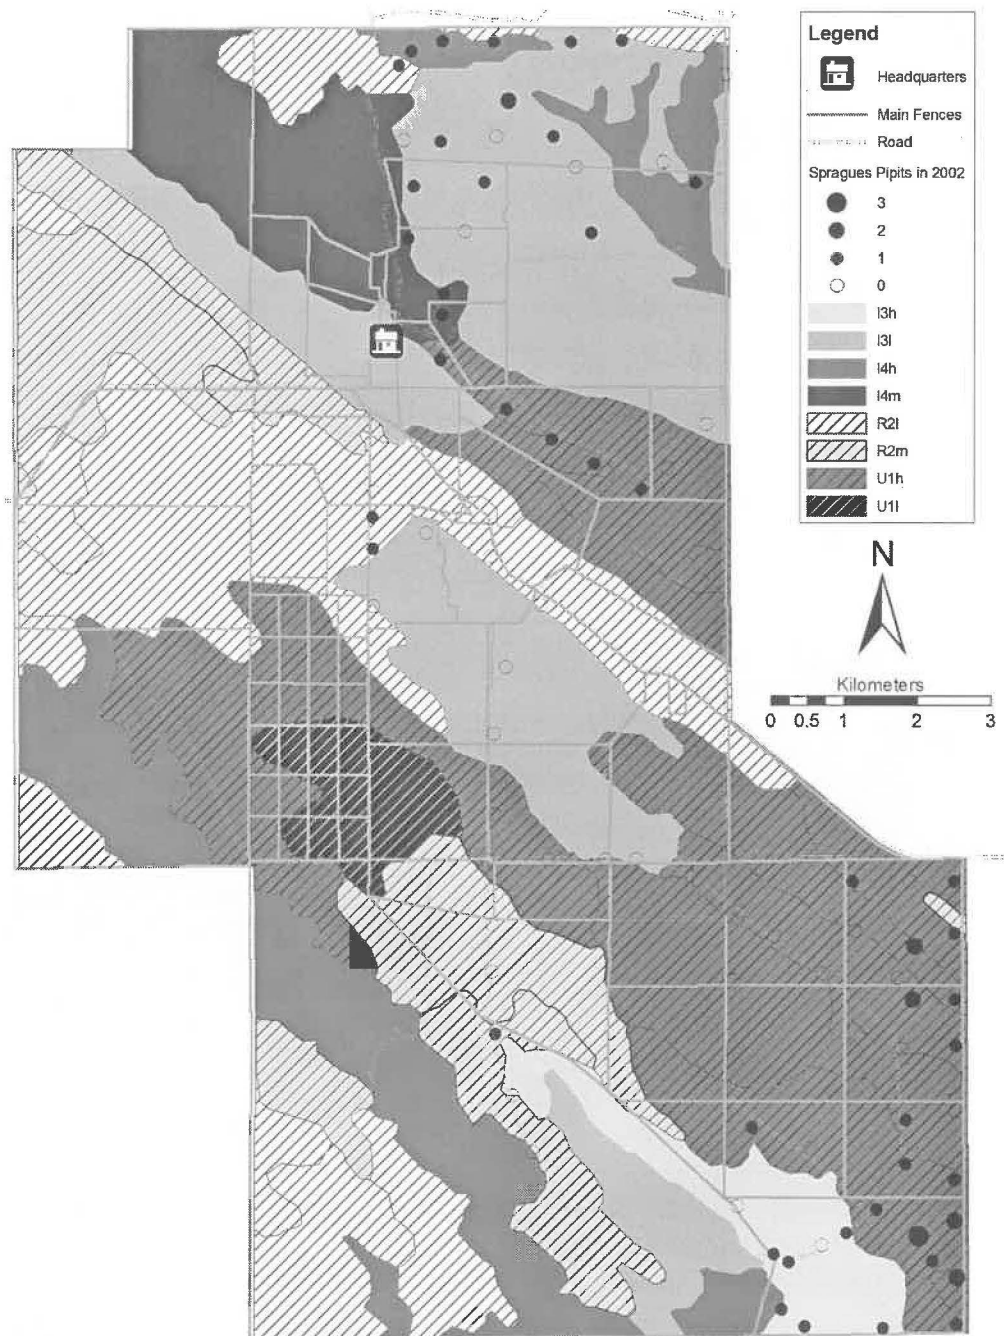 Legend
Headquarters
Main Fences
Road
Spragues Pipits in 2002
3
2
1
0
I3h
I3l
I4h
I4m
R2l
R2m
U1h
U1l
N
Kilometers
0 0.5 1 2 3